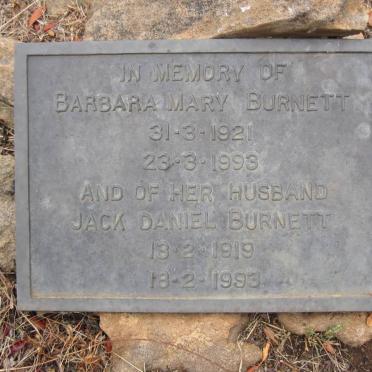 IN MEMORY OF
BARBARA MARY BURNETT
31-3-1921
23-3-1993
AND OF HER HUSBAND
JACK DANIEL BURNETT
13-2-1919
18-2-1993